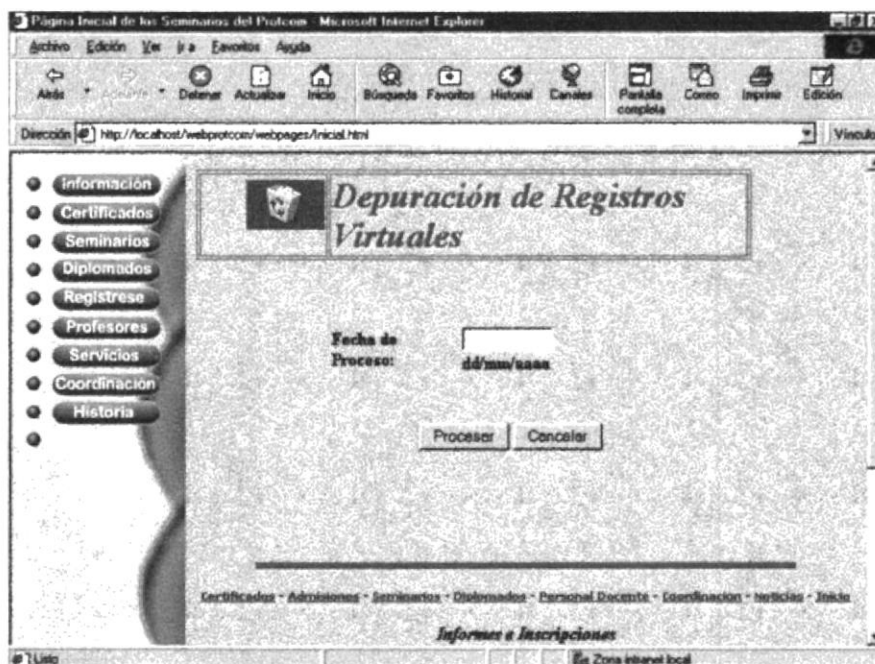 Página Inicial de los Seminarios del Protcom - Microsoft Internet Explorer
Archivo Edición Ver Ir a Favoritos Ayuda
Atrás Adelante Detener Actualizar Inicio Búsqueda Favoritos Historial Canales Pantalla completa Correo Imprimir Edición
Dirección http://localhost/webprotcom/webpages/Inicial.html Vínculo
Información
Certificados
Seminarios
Diplomados
Regístrese
Profesores
Servicios
Coordinación
Historia
Depuración de Registros
Virtuales
Fecha de
Proceso:
dd/mm/aaaa
Procesar Cancelar
Certificados - Admisiones - Seminarios - Diplomados - Personal Docente - Coordinacion - Noticias - Inicio
Informes e Inscripciones
Listo Zona intranet local